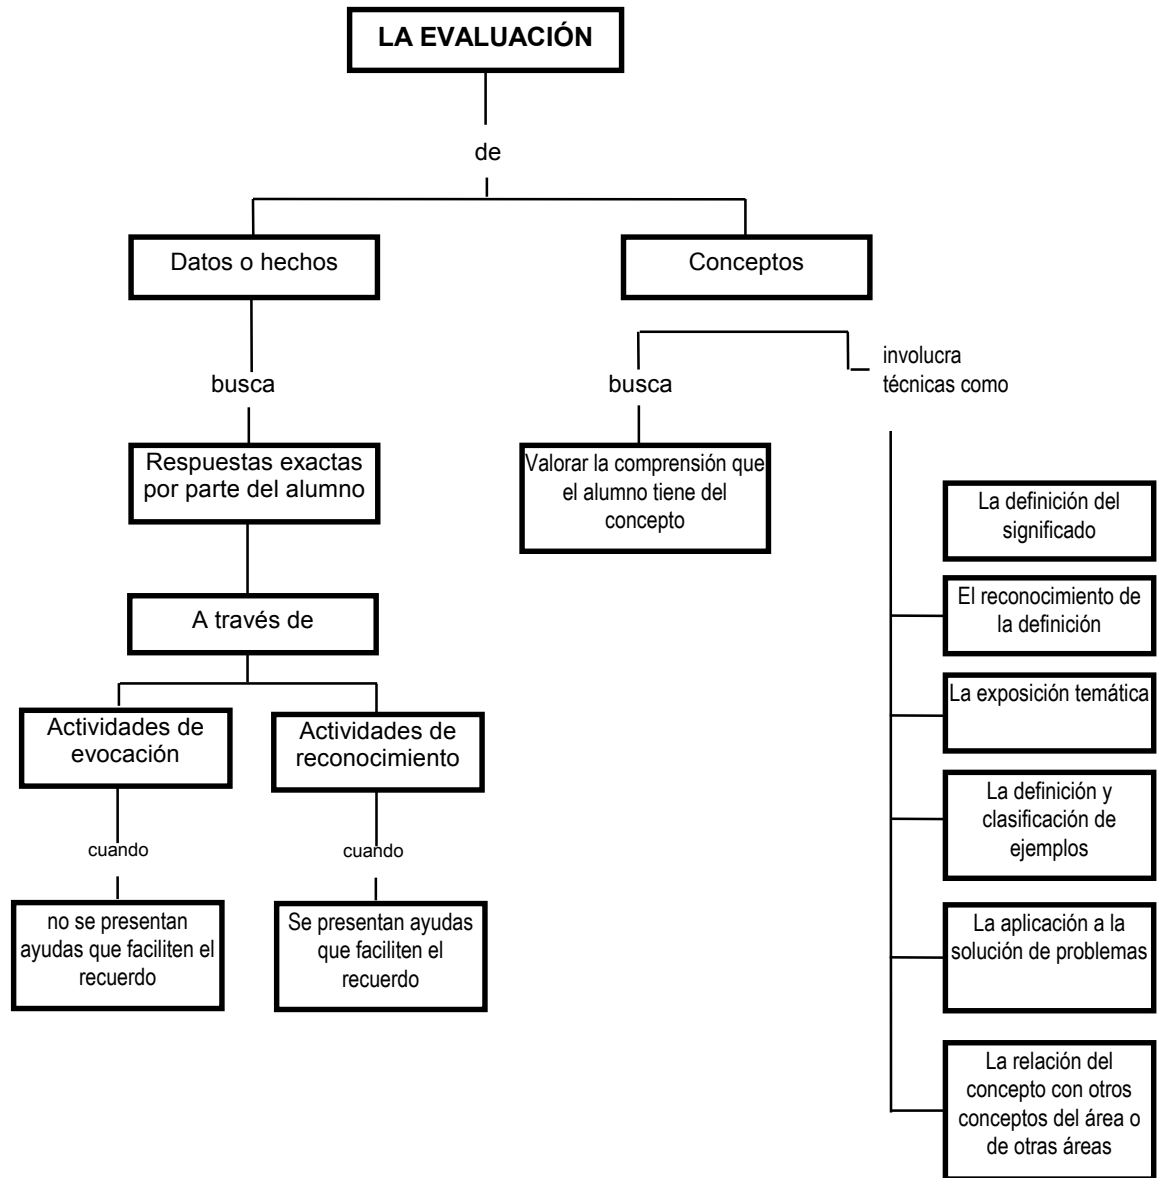 LA EVALUACIÓN
de
Datos o hechos
Conceptos
busca
busca
involucra
técnicas como
Respuestas exactas
por parte del alumno
Valorar la comprensión que
el alumno tiene del
concepto
A través de
Actividades de
evocación
Actividades de
reconocimiento
cuando
cuando
no se presentan
ayudas que faciliten el
recuerdo
Se presentan ayudas
que faciliten el
recuerdo
La definición del
significado
El reconocimiento de
la definición
La exposición temática
La definición y
clasificación de
ejemplos
La aplicación a la
solución de problemas
La relación del
concepto con otros
conceptos del área o
de otras áreas